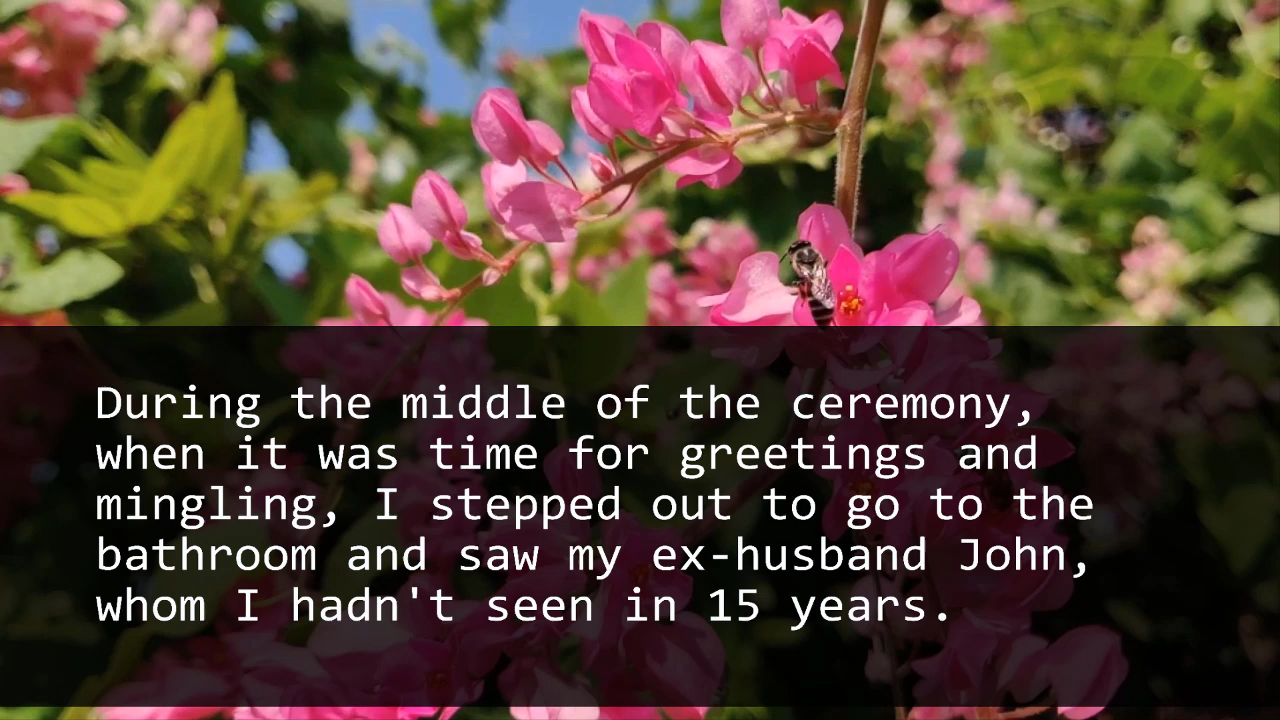 During the middle of the ceremony,
when it was time for greetings and
mingling, I stepped out to go to the
bathroom and saw my ex-husband John,
whom I hadn't seen in 15 years.